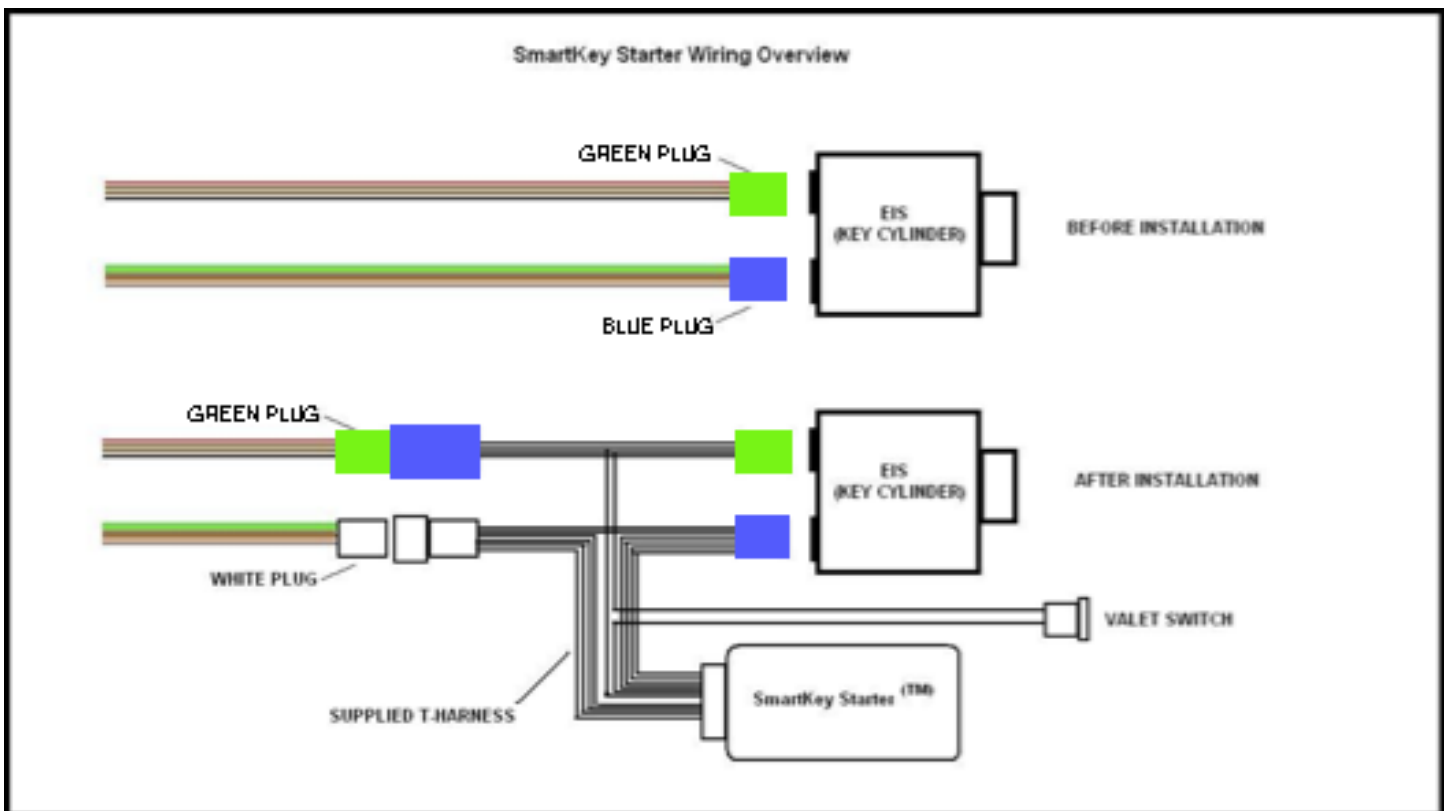 SmartKey Starter Wiring Overview
GREEN PLUG
EIS
(KEY CYLINDER)
BEFORE INSTALLATION
BLUE PLUG
GREEN PLUG
EIS
(KEY CYLINDER)
AFTER INSTALLATION
WHITE PLUG
VALET SWITCH
SmartKey Starter (TM)
SUPPLIED T-HARNESS